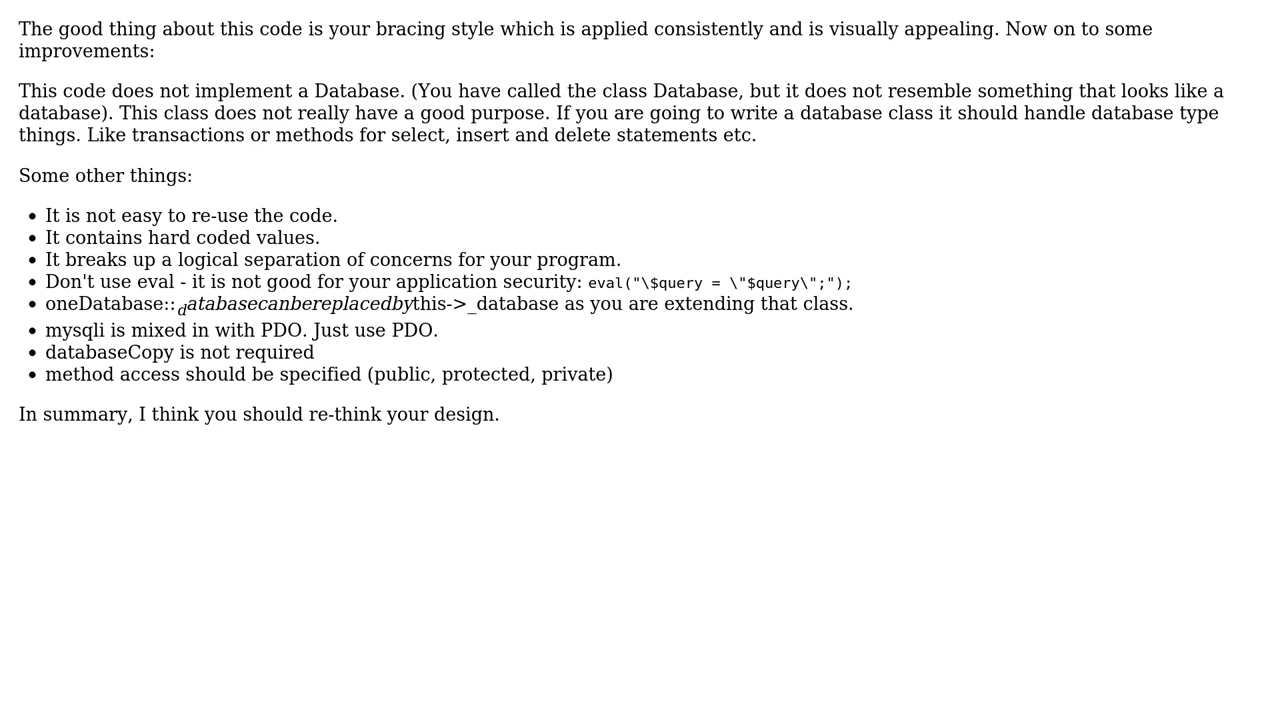 The good thing about this code is your bracing style which is applied consistently and is visually appealing. Now on to some
improvements:
This code does not implement a Database. (You have called the class Database, but it does not resemble something that looks like a
database). This class does not really have a good purpose. If you are going to write a database class it should handle database type
things. Like transactions or methods for select, insert and delete statements etc.
Some other things:
• It is not easy to re-use the code.
• It contains hard coded values.
• It breaks up a logical separation of concerns for your program.
• Don't use eval - it is not good for your application security: eval("\$query = \"$query\";");
• oneDatabase::_databasecanbereplacedbythis->_database as you are extending that class.
• mysqli is mixed in with PDO. Just use PDO.
• databaseCopy is not required
• method access should be specified (public, protected, private)
In summary, I think you should re-think your design.